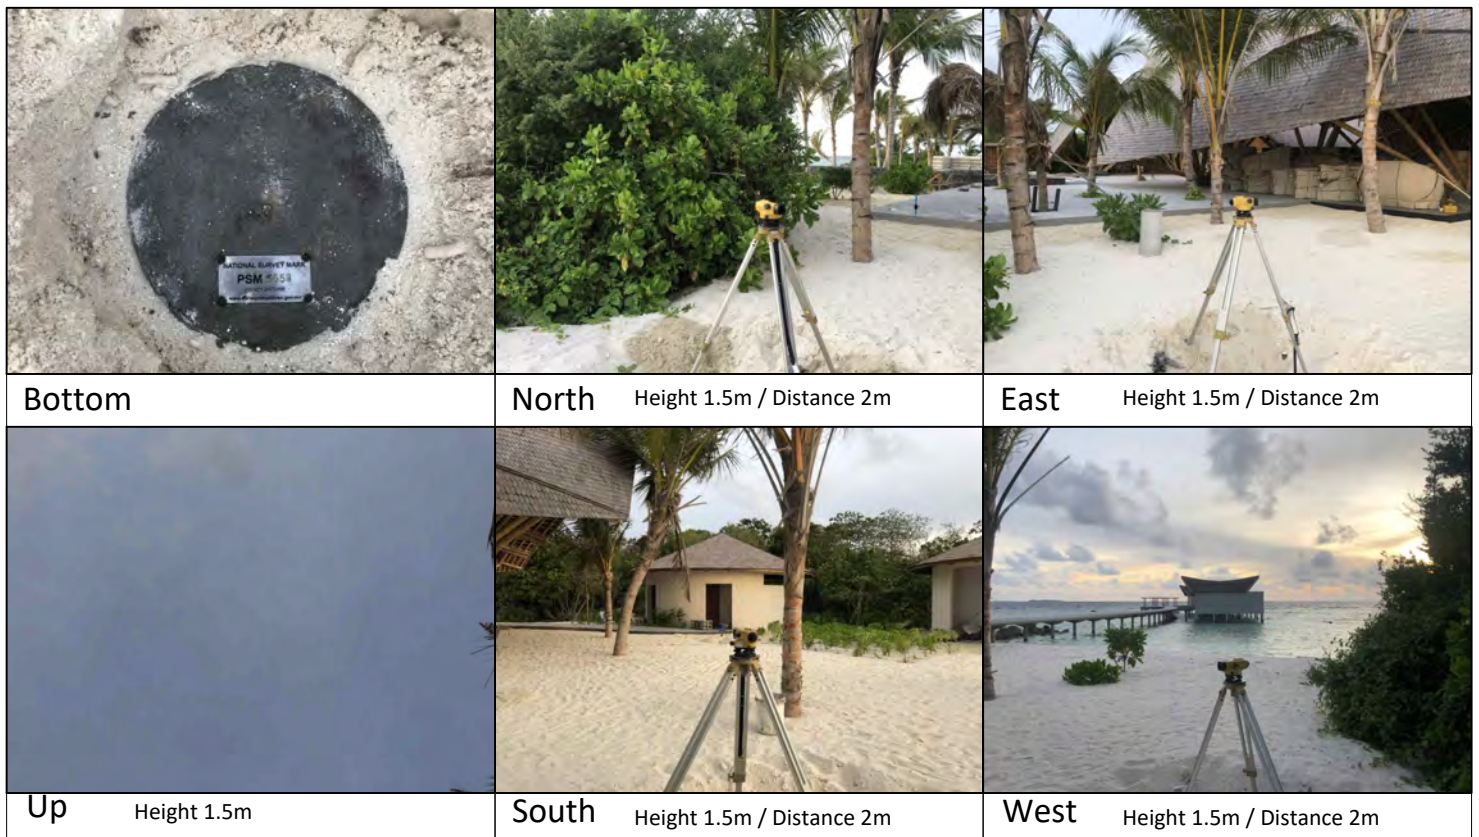 NATIONAL SURVEY MARK
PSM
Bottom
North Height 1.5m / Distance 2m
East Height 1.5m / Distance 2m
Up Height 1.5m
South Height 1.5m / Distance 2m
West Height 1.5m / Distance 2m